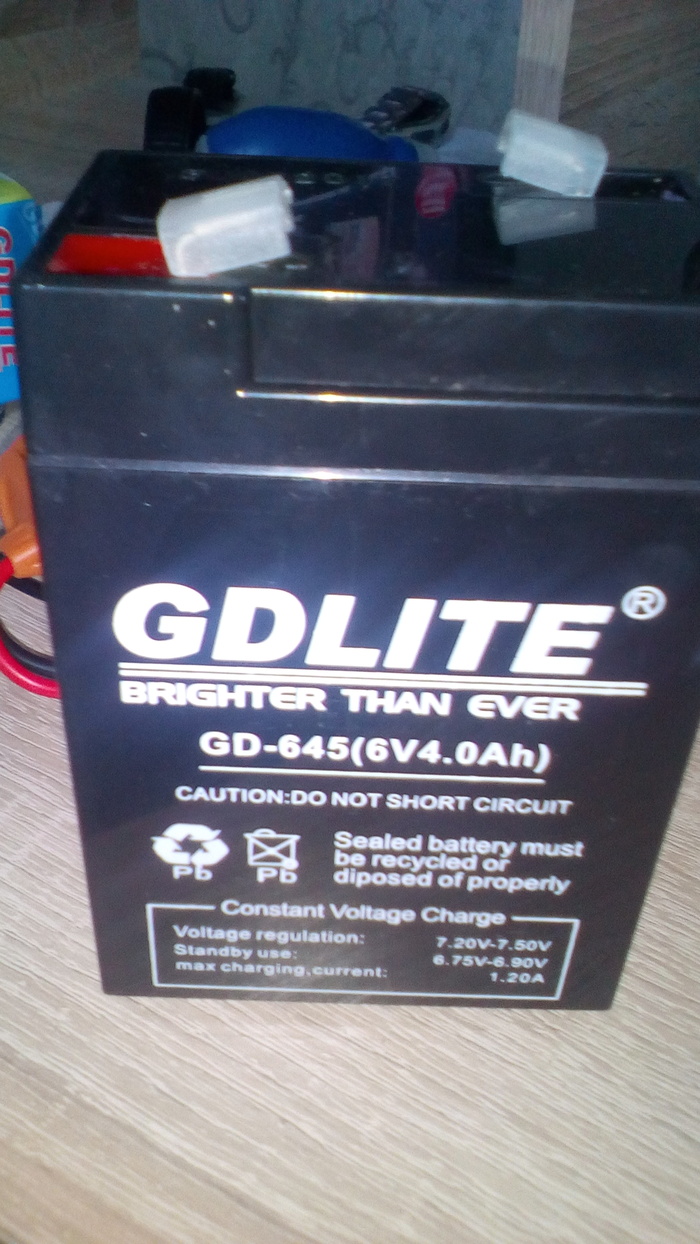 GDLITE®
BRIGHTER THAN EVER
GD-645(6V4.0Ah)
CAUTION:DO NOT SHORT CIRCUIT
Pb
Pb
Sealed battery must
be recycled or
diposed of properly
Constant Voltage Charge
Voltage regulation: 7.20V-7.50V
Standby use: 6.75V-6.90V
max charging,current: 1.20A